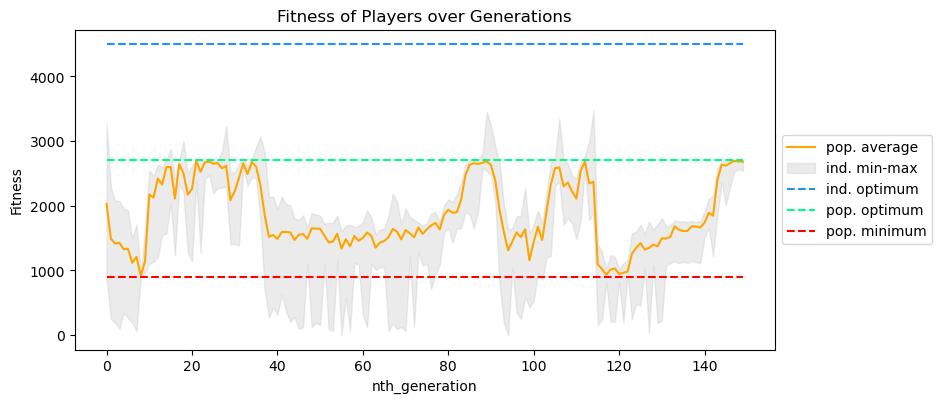 Fitness of Players over Generations
Fitness
4000
3000
2000
1000
0
0 20 40 60 80 100 120 140
nth_generation
pop. average
ind. min-max
ind. optimum
pop. optimum
pop. minimum